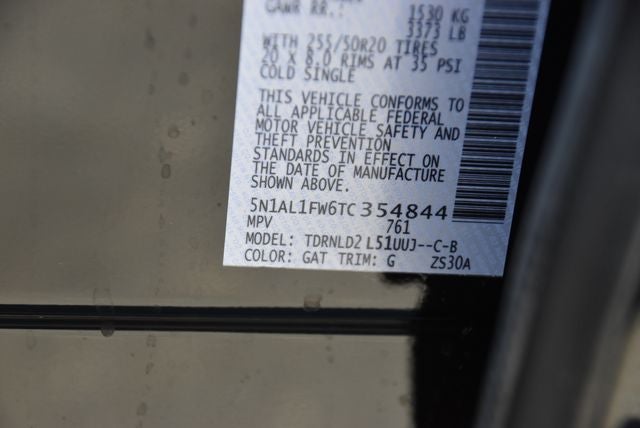 GAWR RR.: 1530 KG
3373 LB
WITH 255/50R20 TIRES
20 X 8.0 RIMS AT 35 PSI
COLD SINGLE
THIS VEHICLE CONFORMS TO
ALL APPLICABLE FEDERAL
MOTOR VEHICLE SAFETY AND
THEFT PREVENTION
STANDARDS IN EFFECT ON
THE DATE OF MANUFACTURE
SHOWN ABOVE.
5N1AL1FW6TC354844
MPV 761
MODEL: TDRNLD2 L51UUJ--C-B
COLOR: GAT TRIM: G ZS30A